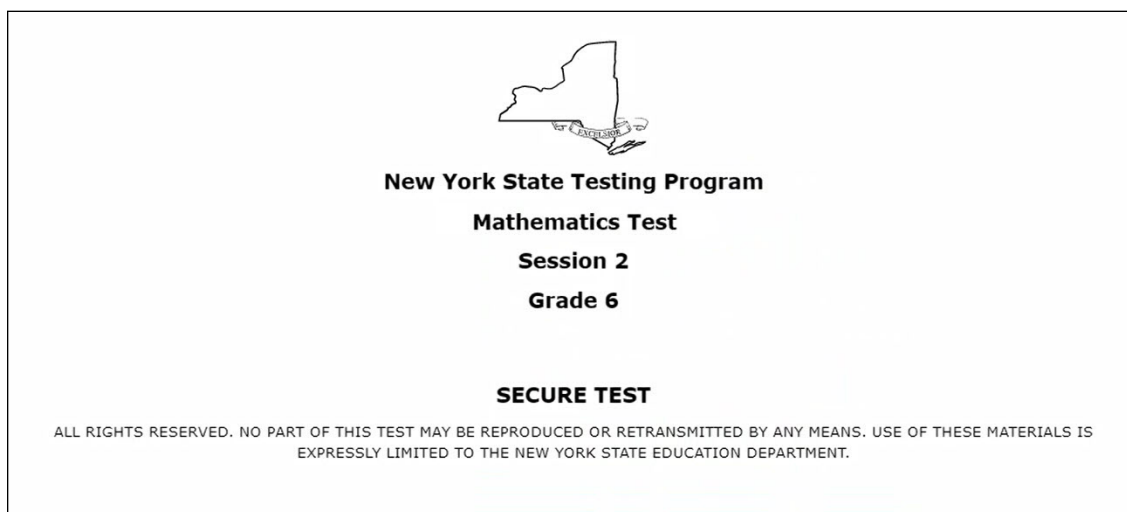 EXCELSIOR
New York State Testing Program
Mathematics Test
Session 2
Grade 6
SECURE TEST
ALL RIGHTS RESERVED. NO PART OF THIS TEST MAY BE REPRODUCED OR RETRANSMITTED BY ANY MEANS. USE OF THESE MATERIALS IS
EXPRESSLY LIMITED TO THE NEW YORK STATE EDUCATION DEPARTMENT.